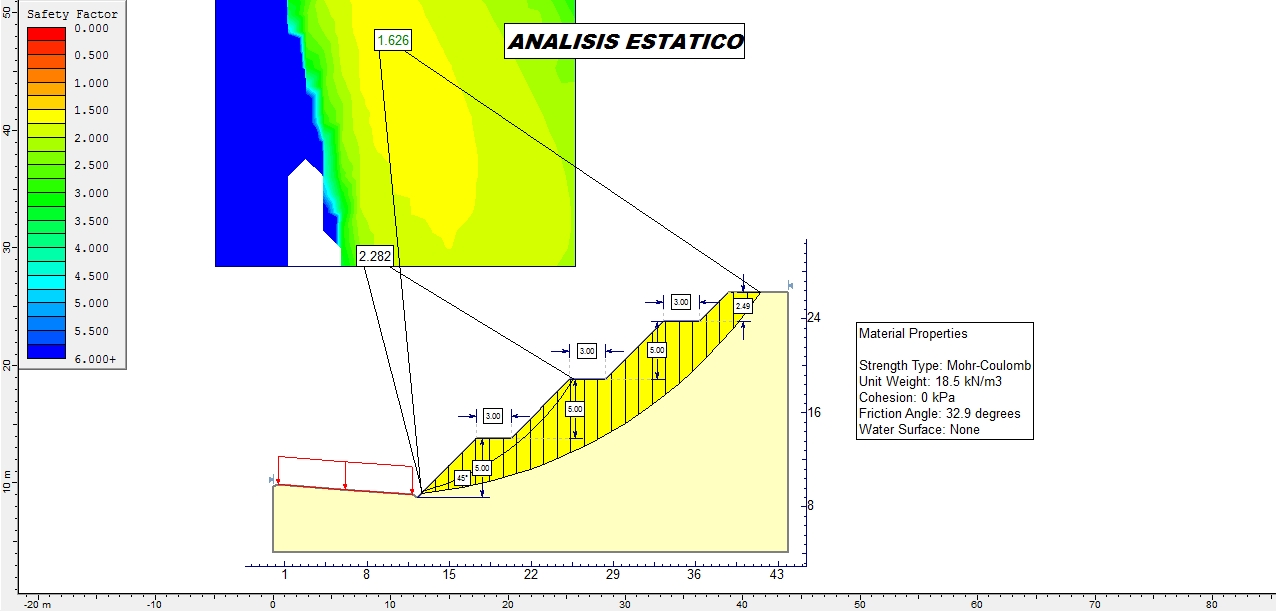 Safety Factor
0.000
0.500
1.000
1.500
2.000
2.500
3.000
3.500
4.000
4.500
5.000
5.500
6.000+
50
40
30
20
10 m
ANALISIS ESTATICO
1.626
2.282
3.00
2.49
3.00
5.00
3.00
5.00
5.00
45°
24
16
8
Material Properties
Strength Type: Mohr-Coulomb
Unit Weight: 18.5 kN/m3
Cohesion: 0 kPa
Friction Angle: 32.9 degrees
Water Surface: None
1 8 15 22 29 36 43
-20 m -10 0 10 20 30 40 50 60 70 80